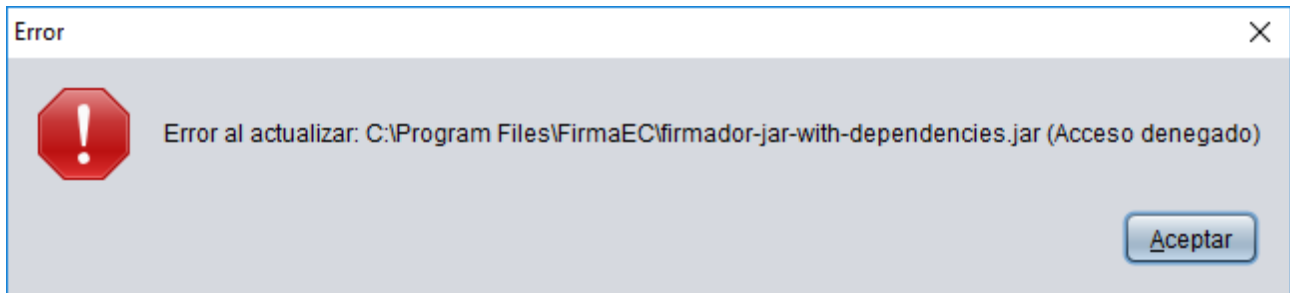 Error
Error al actualizar: C:\Program Files\FirmaEC\firmador-jar-with-dependencies.jar (Acceso denegado)
Aceptar